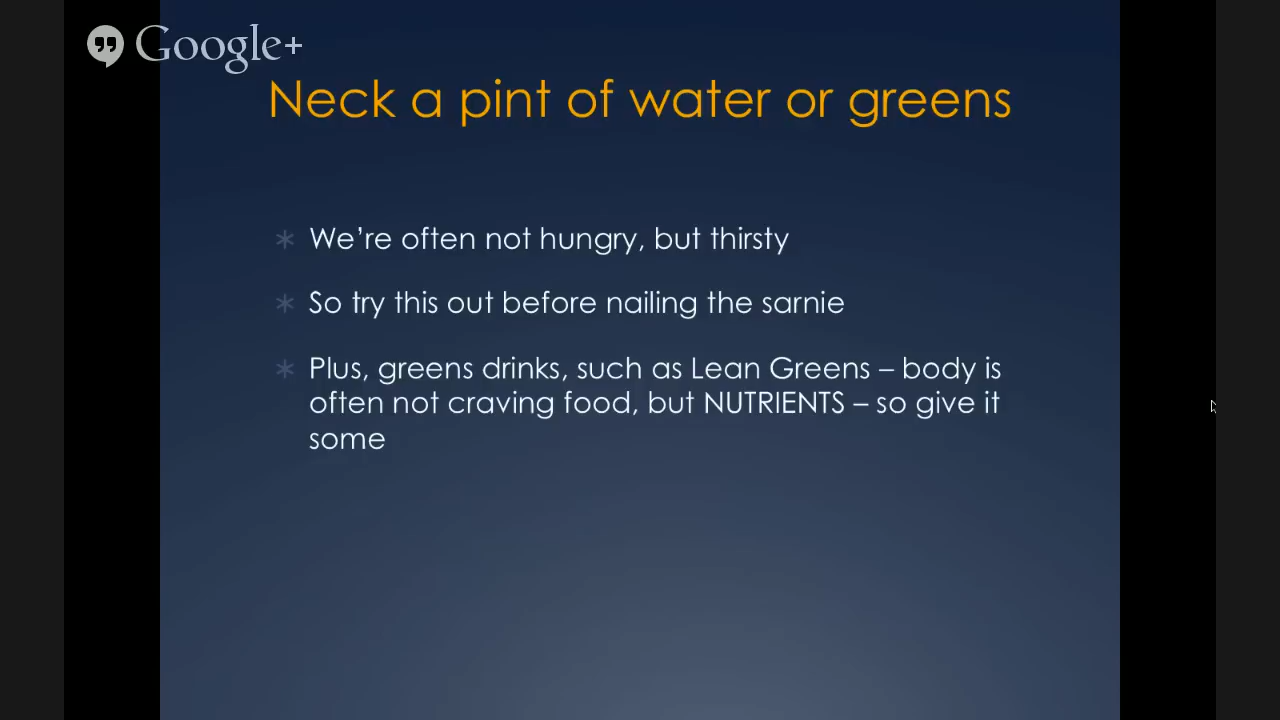 Google+
Neck a pint of water or greens
We're often not hungry, but thirsty
So try this out before nailing the sarnie
Plus, greens drinks, such as Lean Greens – body is
often not craving food, but NUTRIENTS – so give it
some